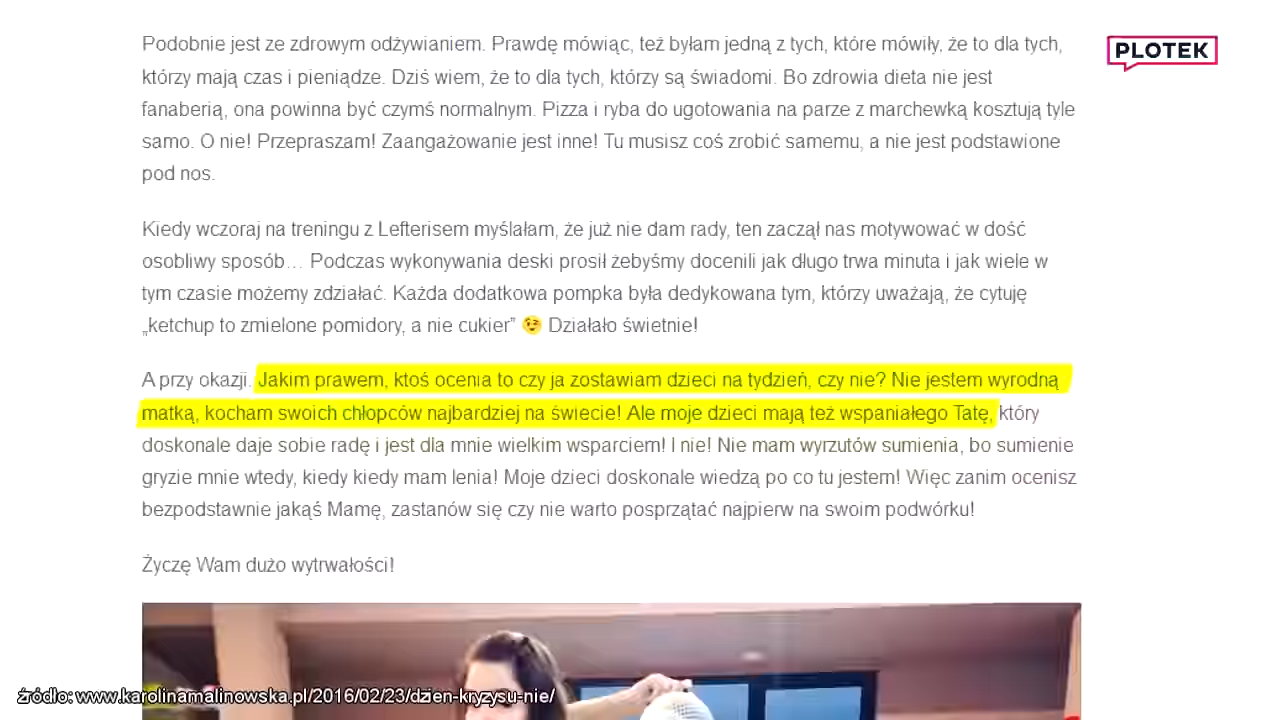 Podobnie jest ze zdrowym odżywianiem. Prawdę mówiąc, też byłam jedną z tych, które mówiły, że to dla tych,
PLOTEK
którzy mają czas i pieniądze. Dziś wiem, że to dla tych, którzy są świadomi. Bo zdrowia dieta nie jest
fanaberią, ona powinna być czymś normalnym. Pizza i ryba do ugotowania na parze z marchewką kosztują tyle
samo. O nie! Przepraszam! Zaangażowanie jest inne! Tu musisz coś zrobić samemu, a nie jest podstawione
pod nos.
Kiedy wczoraj na treningu z Lefterisem myślałam, że już nie dam rady, ten zaczął nas motywować w dość
osobliwy sposób… Podczas wykonywania deski prosił żebyśmy docenili jak długo trwa minuta i jak wiele w
tym czasie możemy zdziałać. Każda dodatkowa pompka była dedykowana tym, którzy uważają, że cytuję
„ketchup to zmielone pomidory, a nie cukier” 😉 Działało świetnie!
A przy okazji. Jakim prawem, ktoś ocenia to czy ja zostawiam dzieci na tydzień, czy nie? Nie jestem wyrodną
matką, kocham swoich chłopców najbardziej na świecie! Ale moje dzieci mają też wspaniałego Tatę, który
doskonale daje sobie radę i jest dla mnie wielkim wsparciem! I nie! Nie mam wyrzutów sumienia, bo sumienie
gryzie mnie wtedy, kiedy kiedy mam lenia! Moje dzieci doskonale wiedzą po co tu jestem! Więc zanim ocenisz
bezpodstawnie jakąś Mamę, zastanów się czy nie warto posprzątać najpierw na swoim podwórku!
Życzę Wam dużo wytrwałości!
źródło: www.karolinamalinowska.pl/2016/02/23/dzien-kryzysu-nie/